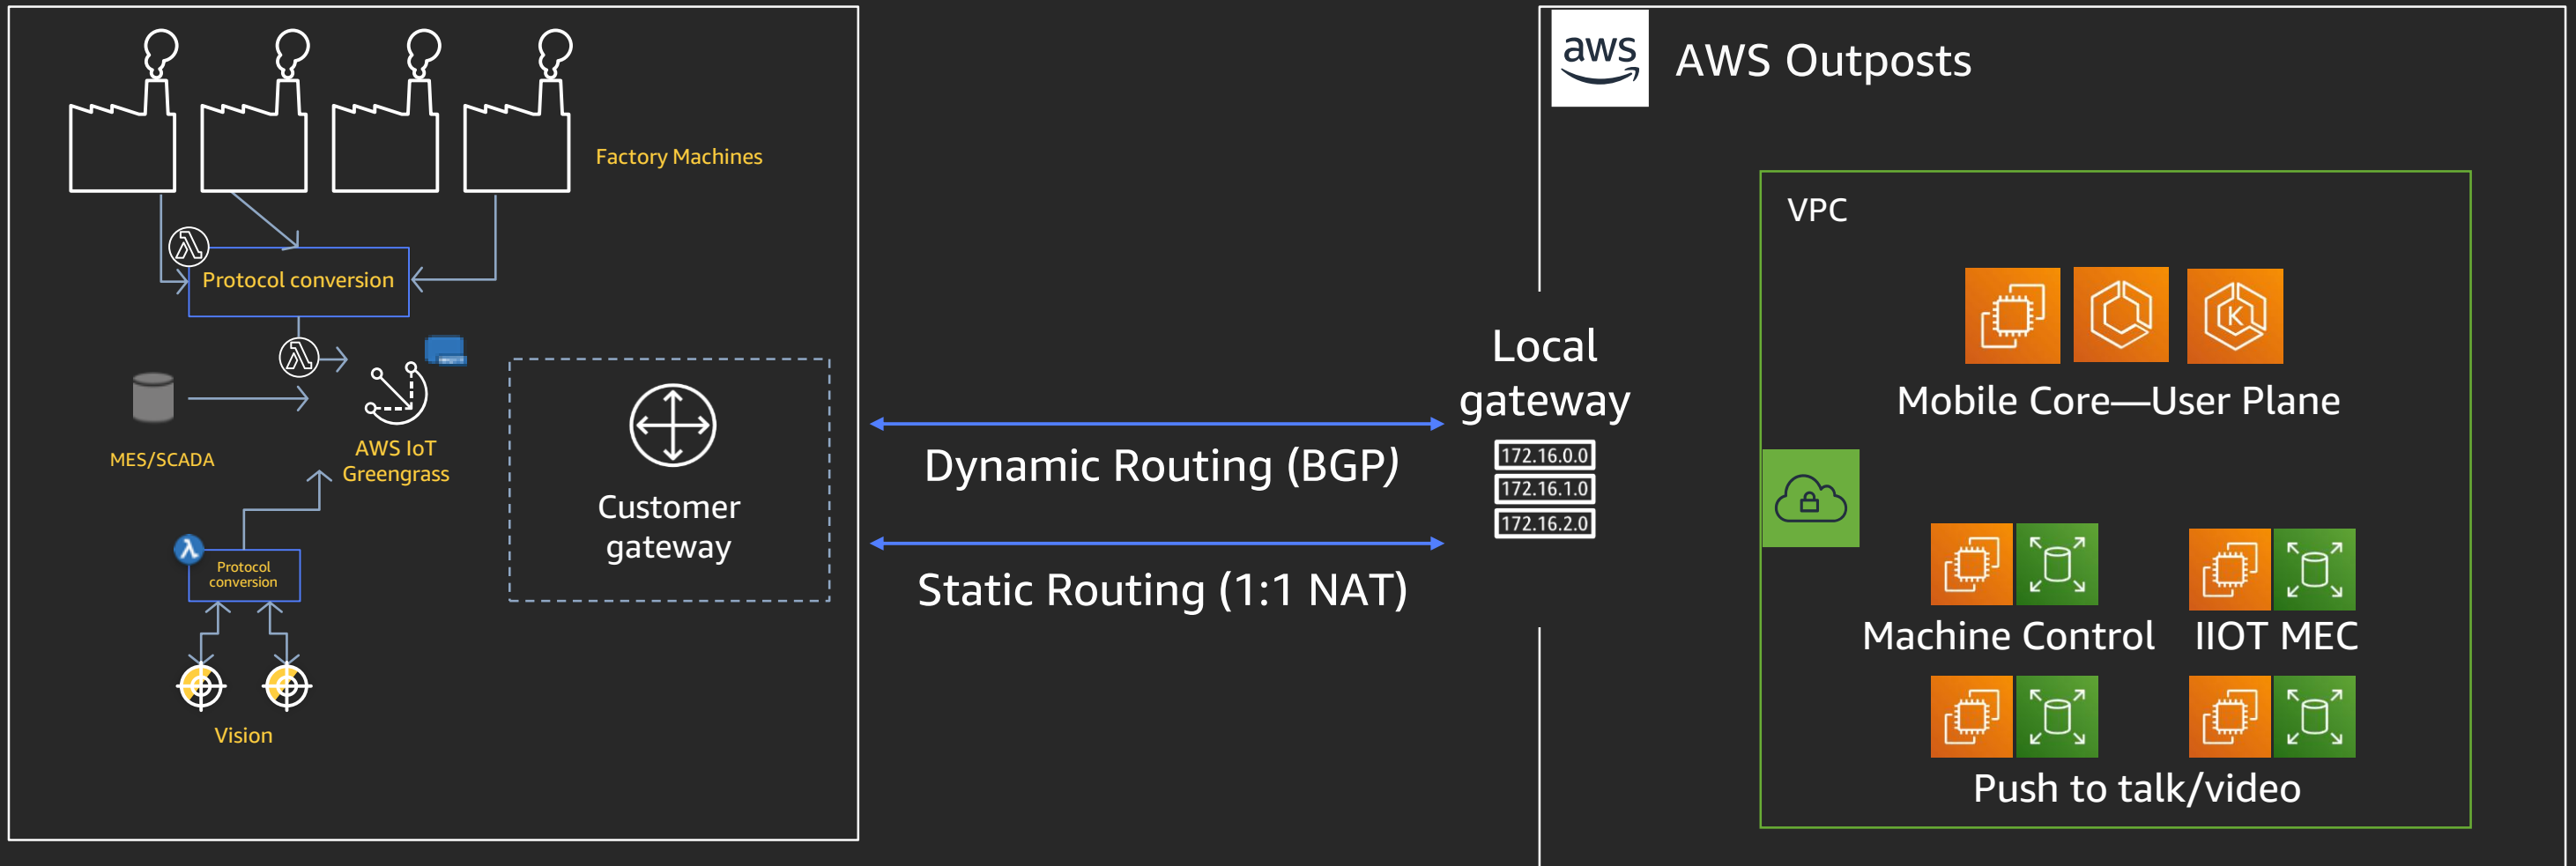 aws
AWS Outposts
Factory Machines
VPC
Protocol conversion
Mobile Core—User Plane
Local
gateway
172.16.0.0
172.16.1.0
172.16.2.0
MES/SCADA
AWS IoT
Greengrass
Customer
gateway
Dynamic Routing (BGP)
Static Routing (1:1 NAT)
Protocol
conversion
Vision
K
Machine Control
IIOT MEC
Push to talk/video